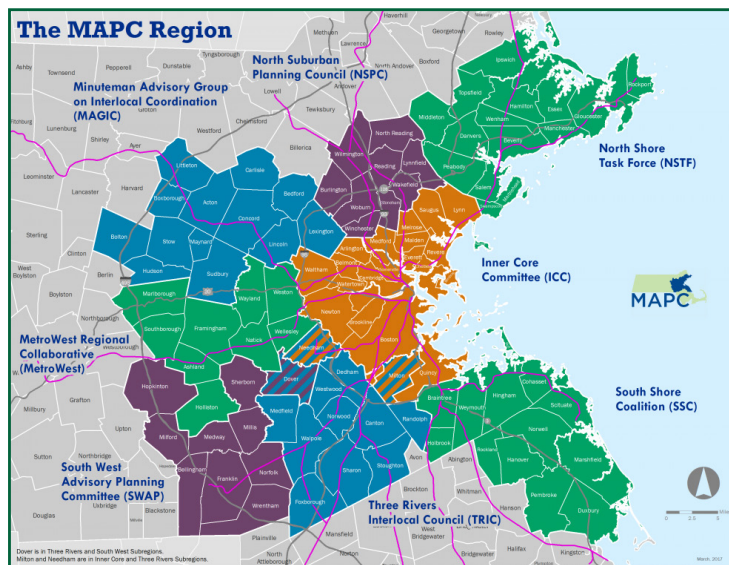 The MAPC Region
North Suburban
Planning Council (NSPC)
Minuteman Advisory Group
on Interlocal Coordination
(MAGIC)
North Shore
Task Force (NSTF)
Inner Core
Committee (ICC)
MAPC
MetroWest Regional
Collaborative
(MetroWest)
South Shore
Coalition (SSC)
South West
Advisory Planning
Committee (SWAP)
Three Rivers
Interlocal Council (TRIC)
Haverhill
Methuen
Georgetown
Rowley
Lawrence
North Andover
Boxford
Andover
Ashby
Townsend
Pepperell
Dunstable
Tyngsborough
Lowell
Tewksbury
Groton
Chelmsford
Westford
Billerica
Fitzburg
Lunenburg
Shirley
Ayer
Leominster
Lancaster
Harvard
Sterling
Clinton
Berlin
West
Boylston
Boylston
Northborough
Grafton
Millbury
Upton
Northbridge
Sutton
Uxbridge
Douglas
Blackstone
Plainville
North
Attleborough
Mansfield
Norton
Avon
Brockton
Abington
Whitman
Hanson
West
Bridgewater
Bridgewater
Halifax
Kingston
Ipswich
Topsfield
Middleton
Hamilton
Wenham
Essex
Gloucester
Rockport
Manchester
Danvers
Beverly
Peabody
Salem
North Reading
Wilmington
Reading
Lynnfield
Wakefield
Burlington
Woburn
Winchester
Littleton
Carlisle
Boxborough
Acton
Bedford
Concord
Lexington
Bolton
Stow
Maynard
Lincoln
Hudson
Sudbury
Saugus
Lynn
Melrose
Malden
Medford
Arlington
Everett
Revere
Belmont
Waltham
Watertown
Newton
Brookline
Boston
Quincy
Needham
Milton
Marlborough
Wayland
Weston
Southborough
Framingham
Natick
Wellesley
Ashland
Holliston
Hopkinton
Sherborn
Dover
Milford
Medway
Millis
Bellingham
Franklin
Norfolk
Wrentham
Dedham
Westwood
Medfield
Norwood
Canton
Randolph
Walpole
Sharon
Stoughton
Foxborough
Braintree
Weymouth
Hingham
Cohasset
Scituate
Holbrook
Norwell
Rockland
Hanover
Marshfield
Pembroke
Duxbury
0
2.5
5
Miles
Dover is in Three Rivers and South West Subregions.
Milton and Needham are in Inner Core and Three Rivers Subregions.
March, 2017